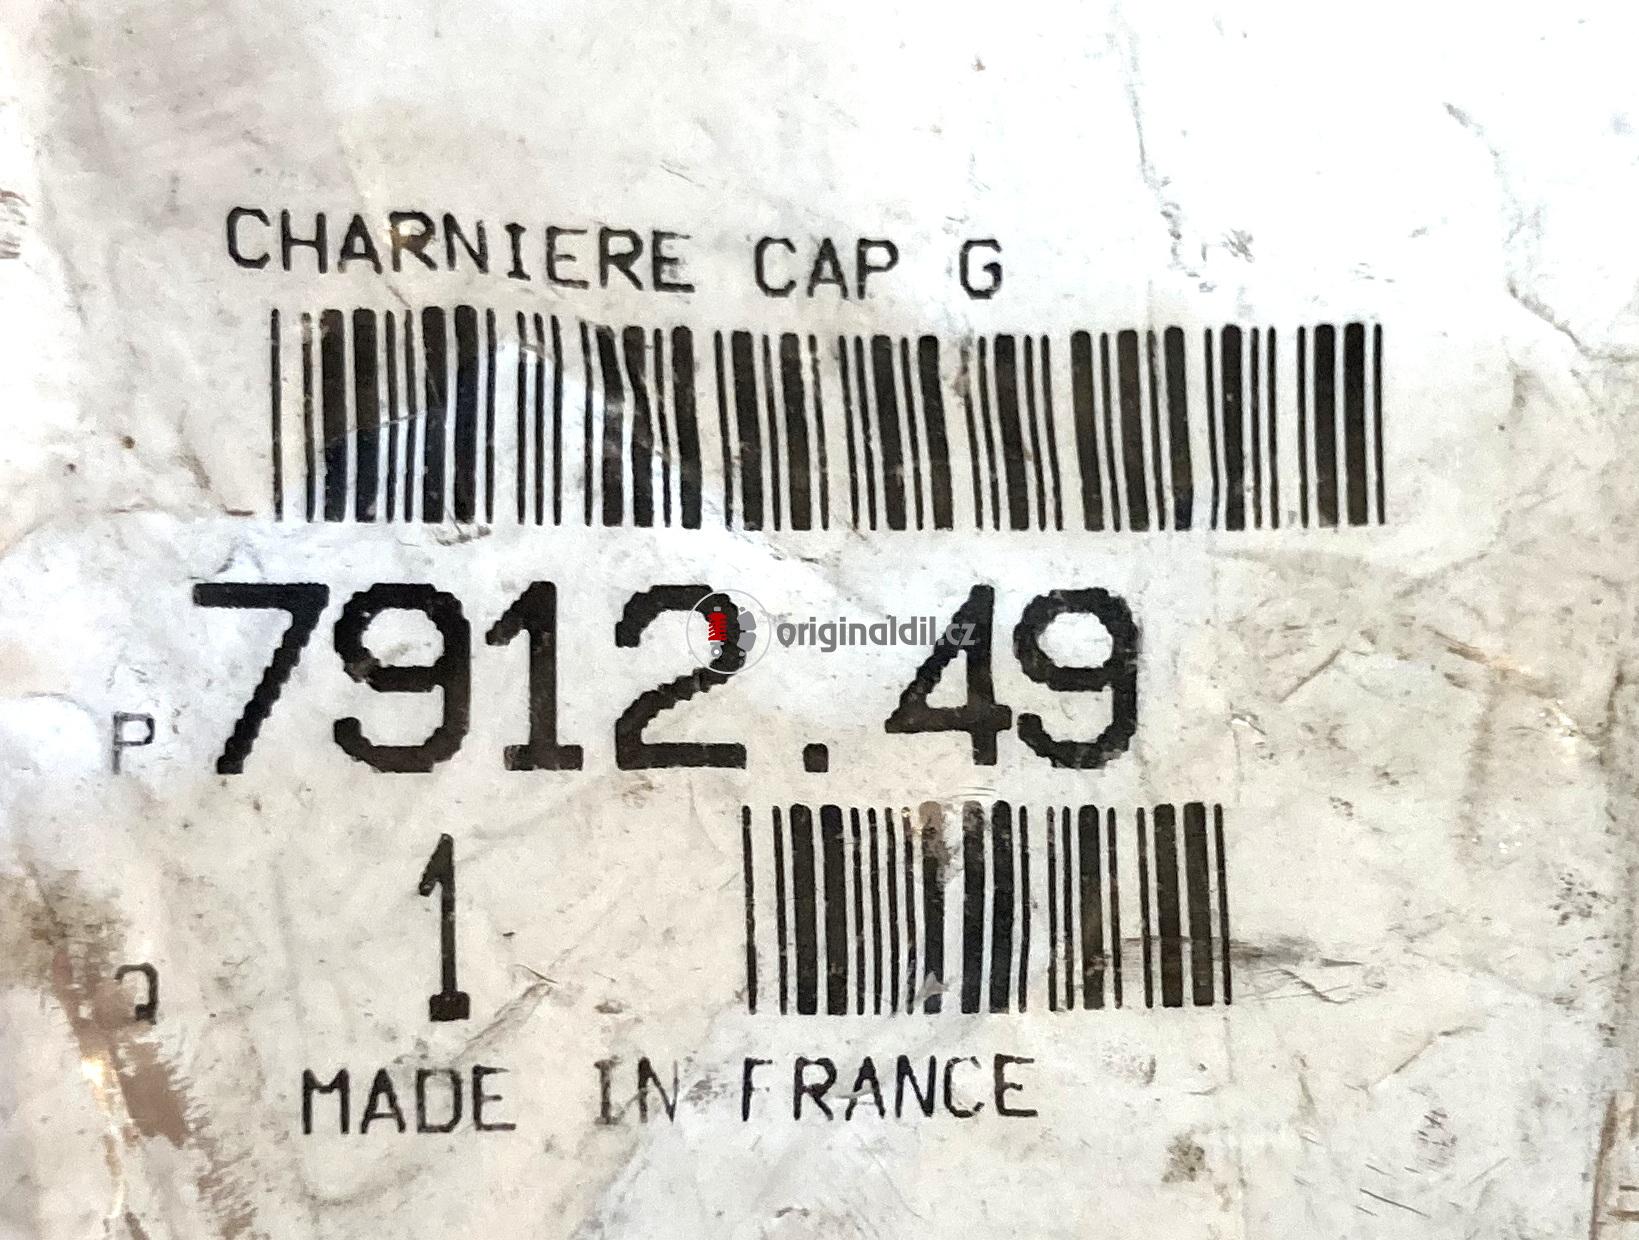 CHARNIERE CAP G
P 7912.49
originaldil.cz
Q 1
MADE IN FRANCE